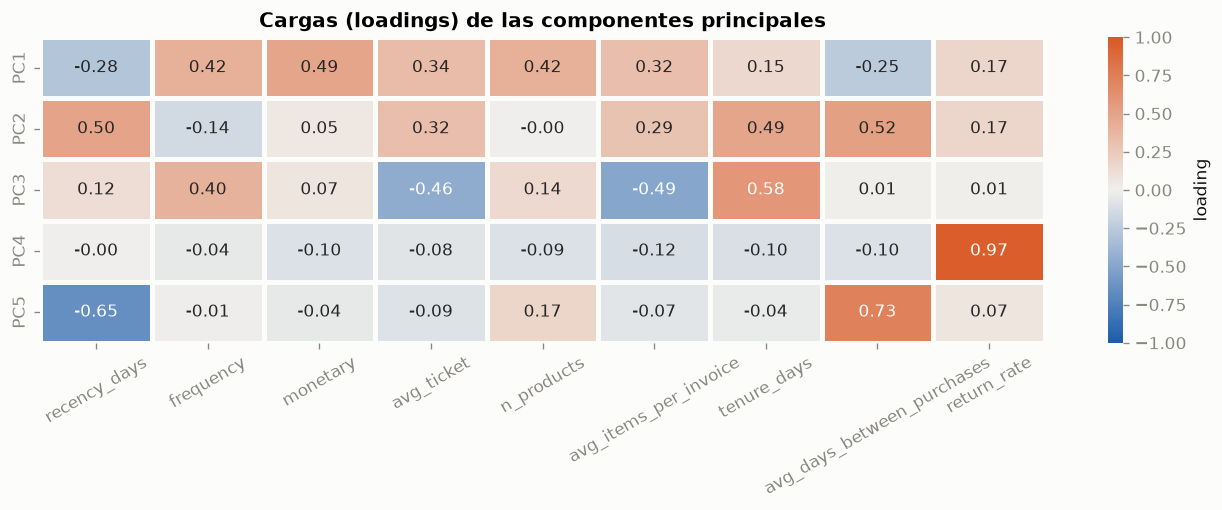 Cargas (loadings) de las componentes principales
PC1 -0.28 0.42 0.49 0.34 0.42 0.32 0.15 -0.25 0.17
PC2 0.50 -0.14 0.05 0.32 -0.00 0.29 0.49 0.52 0.17
PC3 0.12 0.40 0.07 -0.46 0.14 -0.49 0.58 0.01 0.01
PC4 -0.00 -0.04 -0.10 -0.08 -0.09 -0.12 -0.10 -0.10 0.97
PC5 -0.65 -0.01 -0.04 -0.09 0.17 -0.07 -0.04 0.73 0.07
recency_days
frequency
monetary
avg_ticket
n_products
avg_items_per_invoice
tenure_days
avg_days_between_purchases
return_rate
1.00
0.75
0.50
0.25
0.00
−0.25
−0.50
−0.75
−1.00
loading